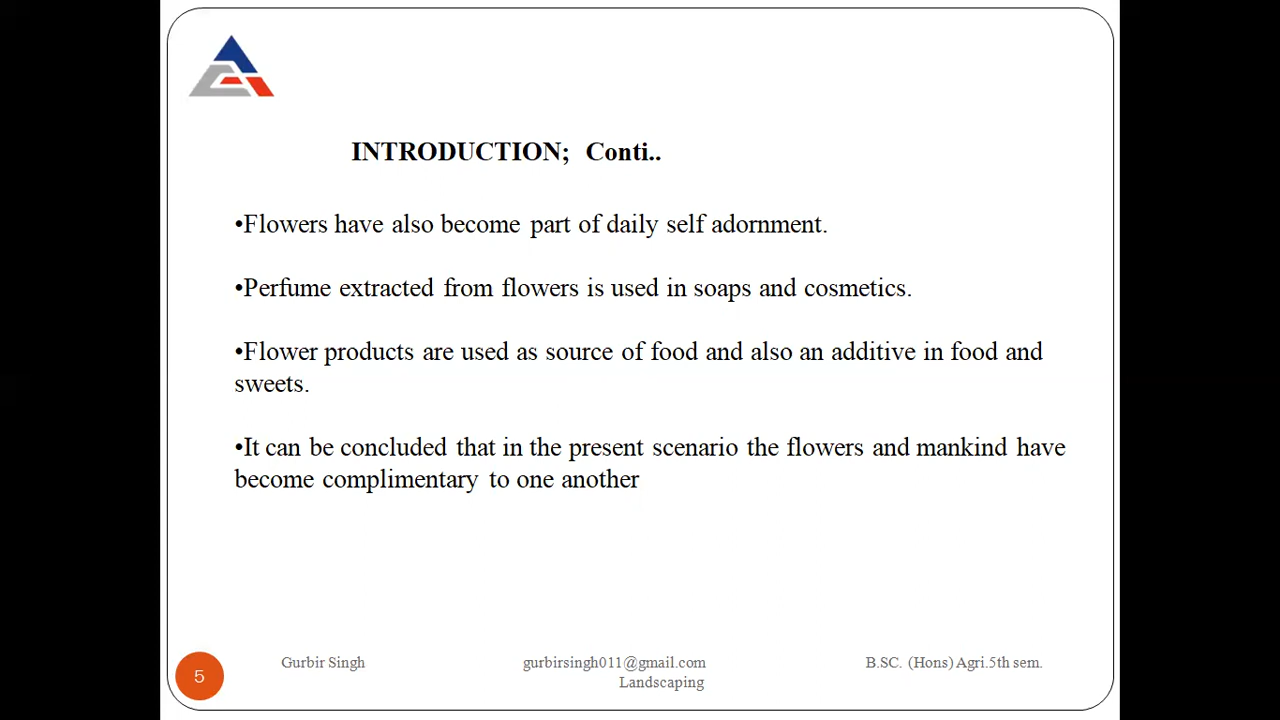 INTRODUCTION; Conti..
•Flowers have also become part of daily self adornment.
•Perfume extracted from flowers is used in soaps and cosmetics.
•Flower products are used as source of food and also an additive in food and
sweets.
•It can be concluded that in the present scenario the flowers and mankind have
become complimentary to one another
5
Gurbir Singh
gurbirsingh011@gmail.com
Landscaping
B.SC. (Hons) Agri.5th sem.